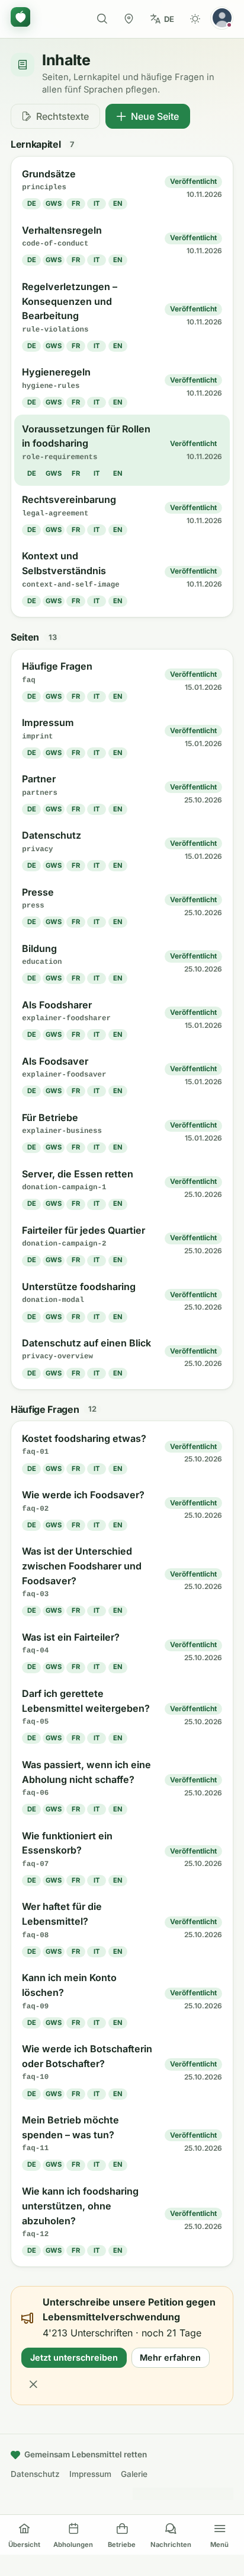 DE
Inhalte
Seiten, Lernkapitel und häufige Fragen in
allen fünf Sprachen pflegen.
Rechtstexte
Neue Seite
Lernkapitel 7
Grundsätze
principles
DE GWS FR IT EN
Veröffentlicht
10.11.2026
Verhaltensregeln
code-of-conduct
DE GWS FR IT EN
Veröffentlicht
10.11.2026
Regelverletzungen –
Konsequenzen und
Bearbeitung
rule-violations
DE GWS FR IT EN
Veröffentlicht
10.11.2026
Hygieneregeln
hygiene-rules
DE GWS FR IT EN
Veröffentlicht
10.11.2026
Voraussetzungen für Rollen
in foodsharing
role-requirements
DE GWS FR IT EN
Veröffentlicht
10.11.2026
Rechtsvereinbarung
legal-agreement
DE GWS FR IT EN
Veröffentlicht
10.11.2026
Kontext und
Selbstverständnis
context-and-self-image
DE GWS FR IT EN
Veröffentlicht
10.11.2026
Seiten 13
Häufige Fragen
faq
DE GWS FR IT EN
Veröffentlicht
15.01.2026
Impressum
imprint
DE GWS FR IT EN
Veröffentlicht
15.01.2026
Partner
partners
DE GWS FR IT EN
Veröffentlicht
25.10.2026
Datenschutz
privacy
DE GWS FR IT EN
Veröffentlicht
15.01.2026
Presse
press
DE GWS FR IT EN
Veröffentlicht
25.10.2026
Bildung
education
DE GWS FR IT EN
Veröffentlicht
25.10.2026
Als Foodsharer
explainer-foodsharer
DE GWS FR IT EN
Veröffentlicht
15.01.2026
Als Foodsaver
explainer-foodsaver
DE GWS FR IT EN
Veröffentlicht
15.01.2026
Für Betriebe
explainer-business
DE GWS FR IT EN
Veröffentlicht
15.01.2026
Server, die Essen retten
donation-campaign-1
DE GWS FR IT EN
Veröffentlicht
25.10.2026
Fairteiler für jedes Quartier
donation-campaign-2
DE GWS FR IT EN
Veröffentlicht
25.10.2026
Unterstütze foodsharing
donation-modal
DE GWS FR IT EN
Veröffentlicht
25.10.2026
Datenschutz auf einen Blick
privacy-overview
DE GWS FR IT EN
Veröffentlicht
25.10.2026
Häufige Fragen 12
Kostet foodsharing etwas?
faq-01
DE GWS FR IT EN
Veröffentlicht
25.10.2026
Wie werde ich Foodsaver?
faq-02
DE GWS FR IT EN
Veröffentlicht
25.10.2026
Was ist der Unterschied
zwischen Foodsharer und
Foodsaver?
faq-03
DE GWS FR IT EN
Veröffentlicht
25.10.2026
Was ist ein Fairteiler?
faq-04
DE GWS FR IT EN
Veröffentlicht
25.10.2026
Darf ich gerettete
Lebensmittel weitergeben?
faq-05
DE GWS FR IT EN
Veröffentlicht
25.10.2026
Was passiert, wenn ich eine
Abholung nicht schaffe?
faq-06
DE GWS FR IT EN
Veröffentlicht
25.10.2026
Wie funktioniert ein
Essenskorb?
faq-07
DE GWS FR IT EN
Veröffentlicht
25.10.2026
Wer haftet für die
Lebensmittel?
faq-08
DE GWS FR IT EN
Veröffentlicht
25.10.2026
Kann ich mein Konto
löschen?
faq-09
DE GWS FR IT EN
Veröffentlicht
25.10.2026
Wie werde ich Botschafterin
oder Botschafter?
faq-10
DE GWS FR IT EN
Veröffentlicht
25.10.2026
Mein Betrieb möchte
spenden – was tun?
faq-11
DE GWS FR IT EN
Veröffentlicht
25.10.2026
Wie kann ich foodsharing
unterstützen, ohne
abzuholen?
faq-12
DE GWS FR IT EN
Veröffentlicht
25.10.2026
Unterschreibe unsere Petition gegen
Lebensmittelverschwendung
4'213 Unterschriften · noch 21 Tage
Jetzt unterschreiben
Mehr erfahren
Gemeinsam Lebensmittel retten
Datenschutz Impressum Galerie
Übersicht Abholungen Betriebe Nachrichten Menü